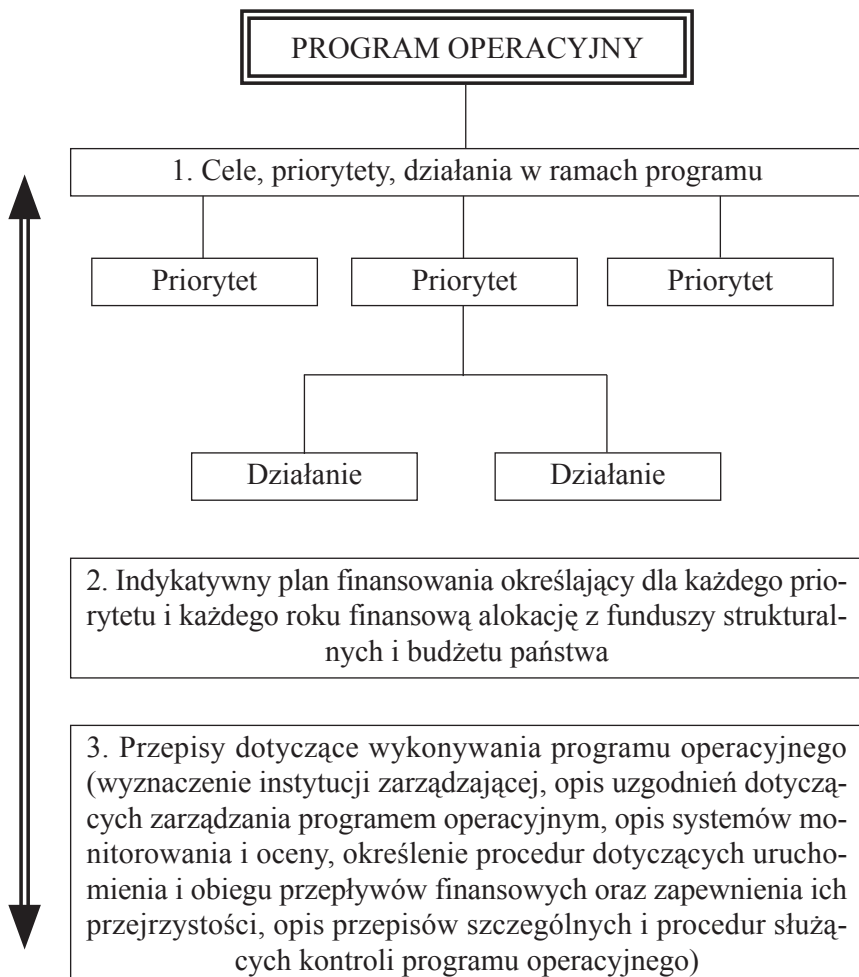 PROGRAM OPERACYJNY
1. Cele, priorytety, działania w ramach programu
Priorytet
Priorytet
Priorytet
Działanie
Działanie
2. Indykatywny plan finansowania określający dla każdego prio-
rytetu i każdego roku finansową alokację z funduszy struktural-
nych i budżetu państwa
3. Przepisy dotyczące wykonywania programu operacyjnego
(wyznaczenie instytucji zarządzającej, opis uzgodnień dotyczą-
cych zarządzania programem operacyjnym, opis systemów mo-
nitorowania i oceny, określenie procedur dotyczących urucho-
mienia i obiegu przepływów finansowych oraz zapewnienia ich
przejrzystości, opis przepisów szczególnych i procedur służą-
cych kontroli programu operacyjnego)